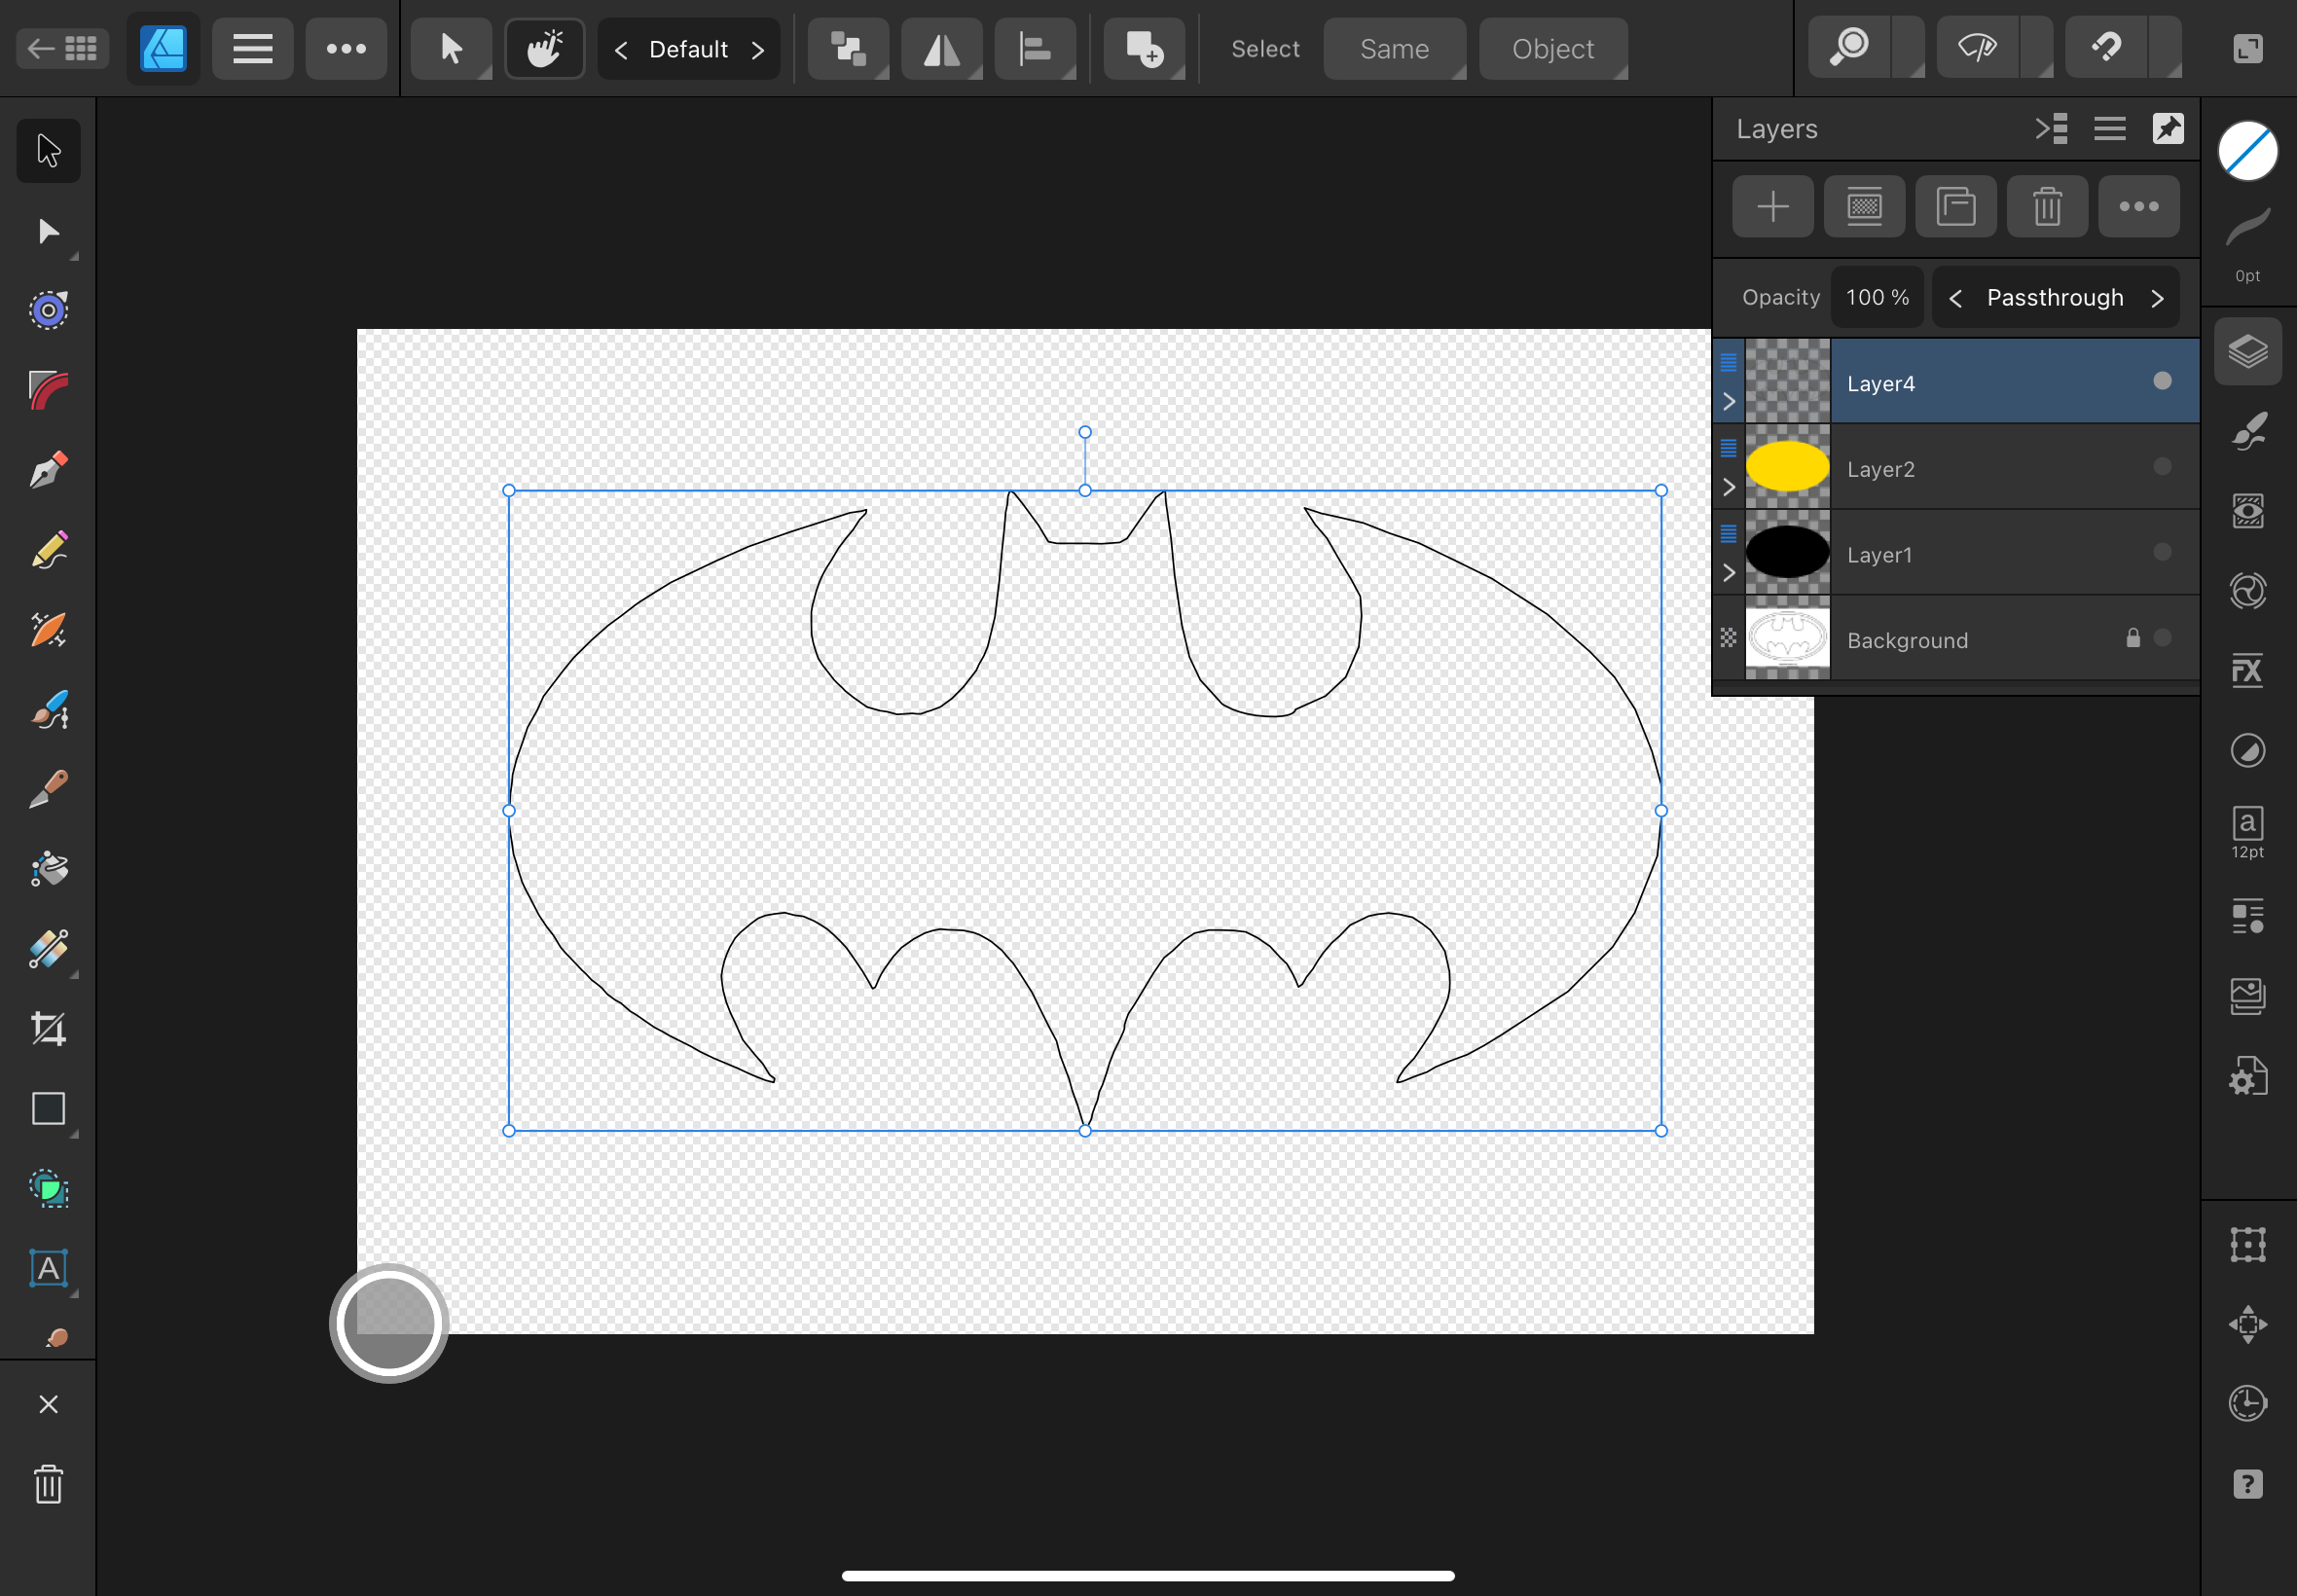 Default
Select
Same
Object
Layers
Opacity
100 %
Passthrough
Layer4
Layer2
Layer1
Background
0pt
FX
a
12pt
A
?